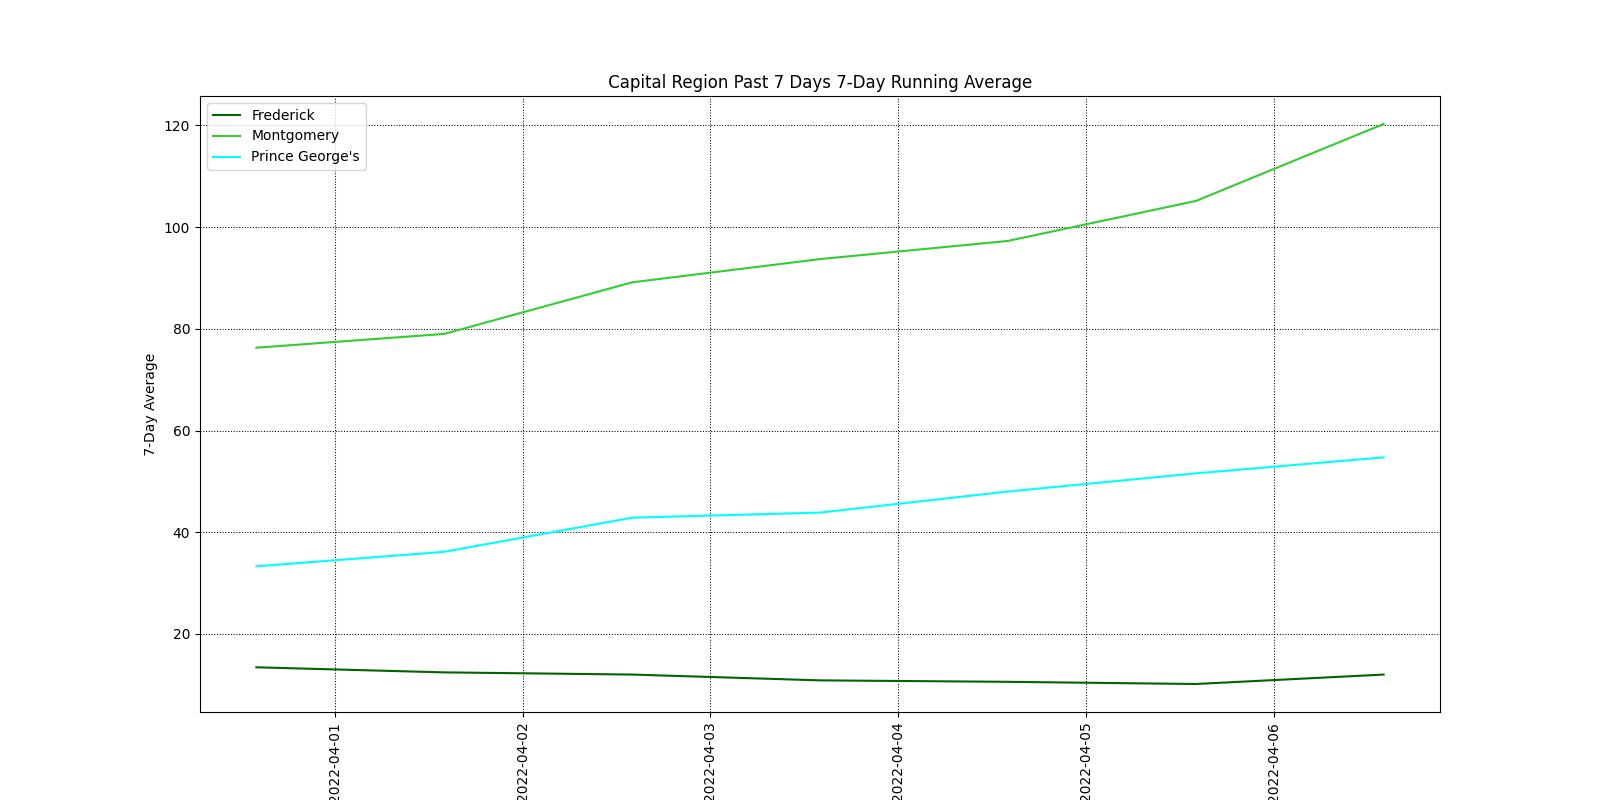 Capital Region Past 7 Days 7-Day Running Average
Frederick
Montgomery
Prince George's
120
100
80
60
40
20
7-Day Average
2022-04-01
2022-04-02
2022-04-03
2022-04-04
2022-04-05
2022-04-06